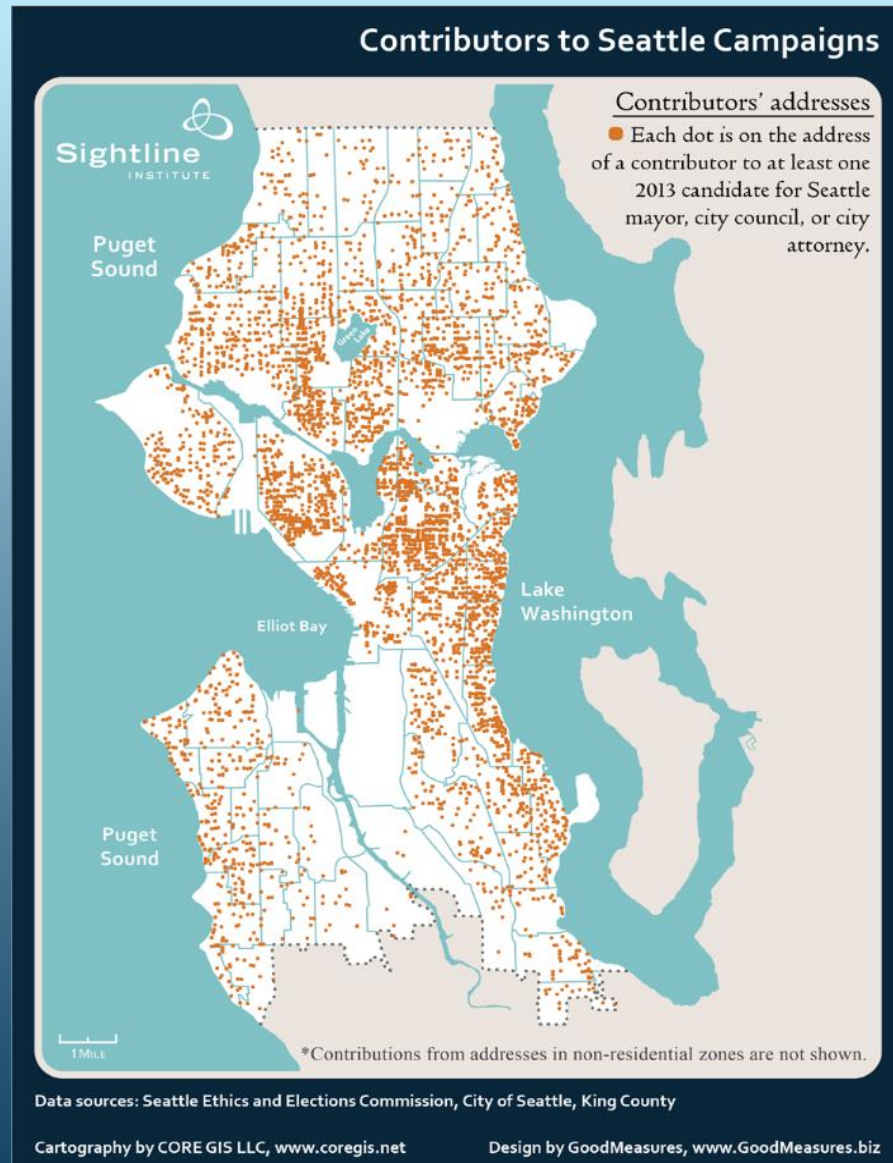 Contributors to Seattle Campaigns
Sightline
INSTITUTE
Contributors' addresses
Each dot is on the address
of a contributor to at least one
2013 candidate for Seattle
mayor, city council, or city
attorney.
Puget
Sound
Green
Lake
Lake
Washington
Elliot Bay
Puget
Sound
1 MILE
*Contributions from addresses in non-residential zones are not shown.
Data sources: Seattle Ethics and Elections Commission, City of Seattle, King County
Cartography by CORE GIS LLC, www.coregis.net
Design by GoodMeasures, www.GoodMeasures.biz